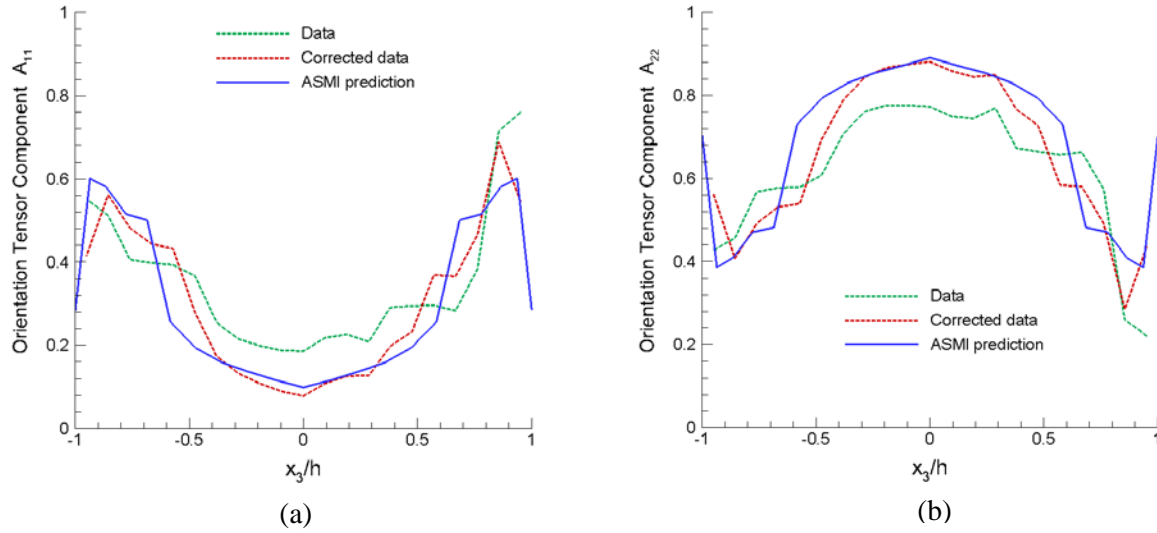 1
0.8
0.6
0.4
0.2
0
Orientation Tensor Component A₁₁
Data
Corrected data
ASMI prediction
-1
-0.5
0
0.5
1
x₃/h
(a)
1
0.8
0.6
0.4
0.2
0
Orientation Tensor Component A₂₂
Data
Corrected data
ASMI prediction
-1
-0.5
0
0.5
1
x₃/h
(b)